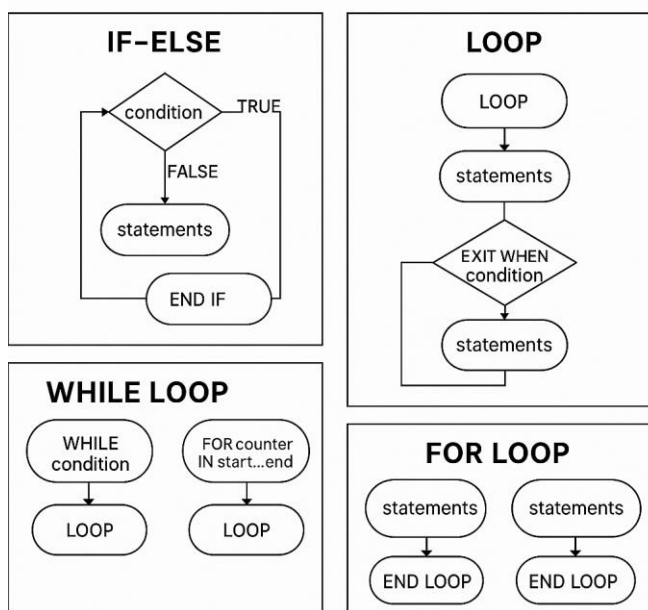 IF–ELSE
condition
TRUE
FALSE
statements
END IF
LOOP
LOOP
statements
EXIT WHEN
condition
statements
WHILE LOOP
WHILE
condition
LOOP
FOR counter
IN start...end
LOOP
FOR LOOP
statements
END LOOP
statements
END LOOP